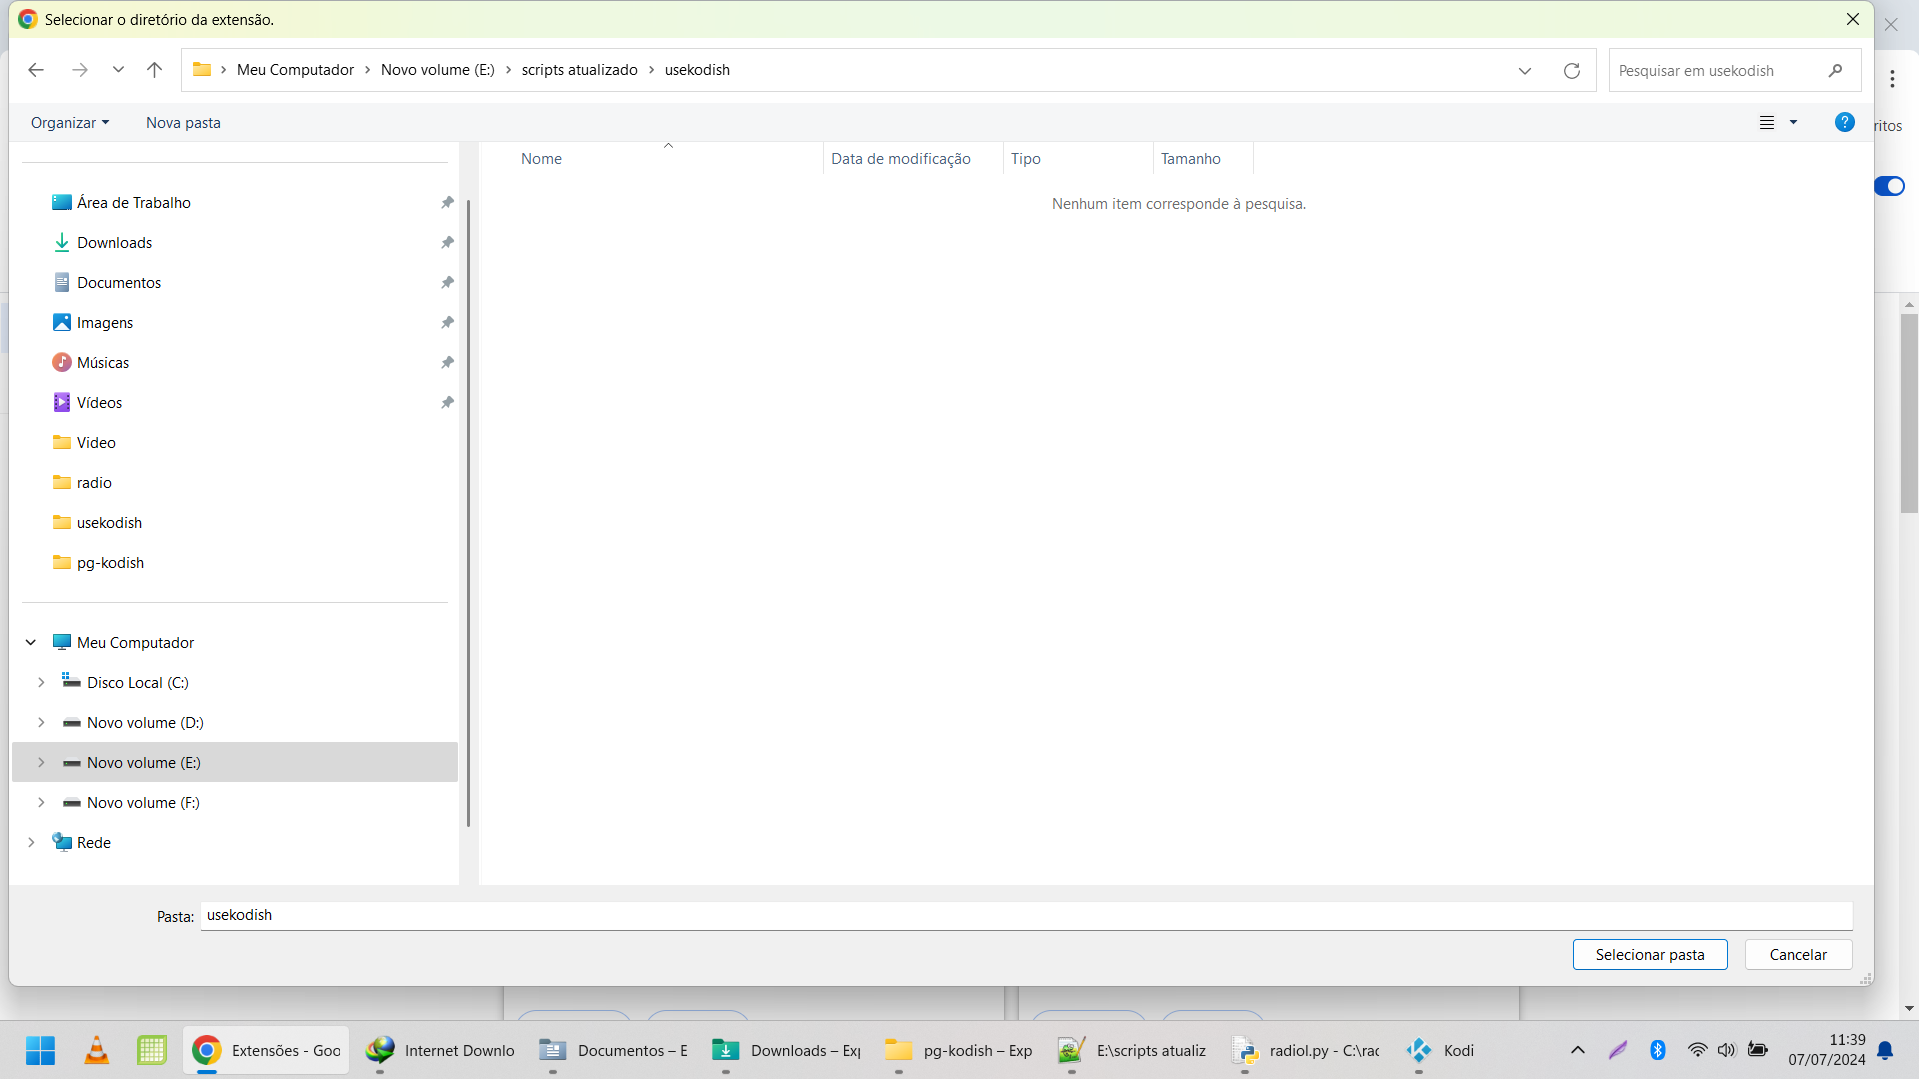 Selecionar o diretório da extensão.
Meu Computador > Novo volume (E:) > scripts atualizado > usekodish
Pesquisar em usekodish
Organizar
Nova pasta
ritos
Nome
Data de modificação
Tipo
Tamanho
Nenhum item corresponde à pesquisa.
Área de Trabalho
Downloads
Documentos
Imagens
Músicas
Vídeos
Video
radio
usekodish
pg-kodish
Meu Computador
Disco Local (C:)
Novo volume (D:)
Novo volume (E:)
Novo volume (F:)
Rede
Pasta: usekodish
Selecionar pasta
Cancelar
Extensões - Goo
Internet Downlo
Documentos – E
Downloads – Exp
pg-kodish – Exp
E:\scripts atualiz
radiol.py - C:\rac
Kodi
11:39
07/07/2024